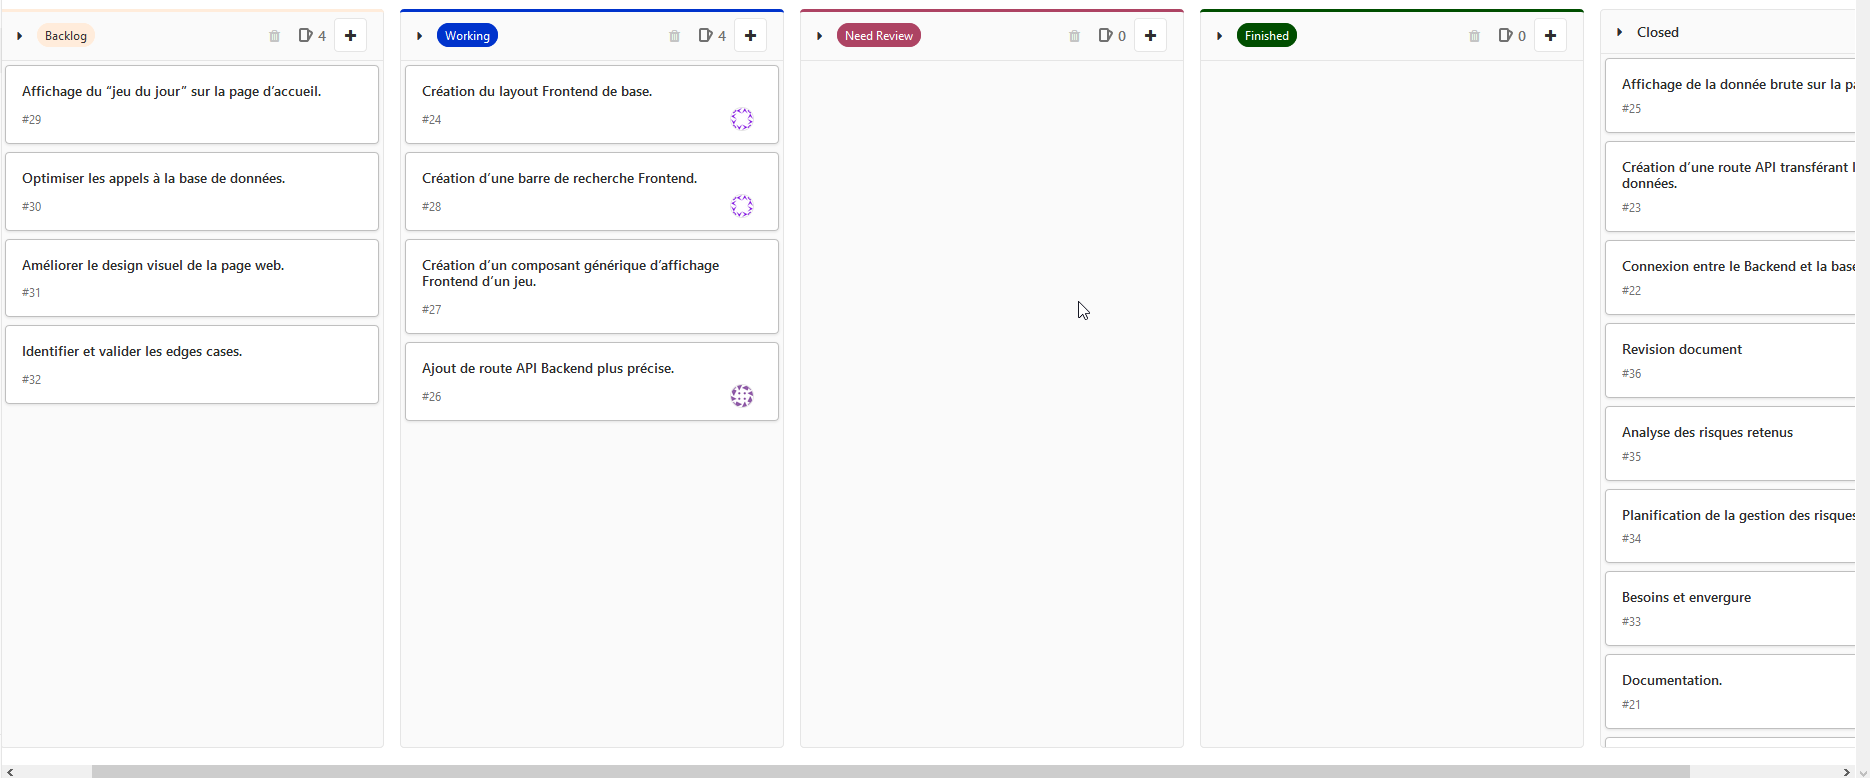 Backlog
4
Affichage du “jeu du jour” sur la page d’accueil.
#29
Optimiser les appels à la base de données.
#30
Améliorer le design visuel de la page web.
#31
Identifier et valider les edges cases.
#32
Working
4
Création du layout Frontend de base.
#24
Création d’une barre de recherche Frontend.
#28
Création d’un composant générique d’affichage
Frontend d’un jeu.
#27
Ajout de route API Backend plus précise.
#26
Need Review
0
Finished
0
Closed
Affichage de la donnée brute sur la pa
#25
Création d’une route API transférant l
données.
#23
Connexion entre le Backend et la base
#22
Revision document
#36
Analyse des risques retenus
#35
Planification de la gestion des risques
#34
Besoins et envergure
#33
Documentation.
#21